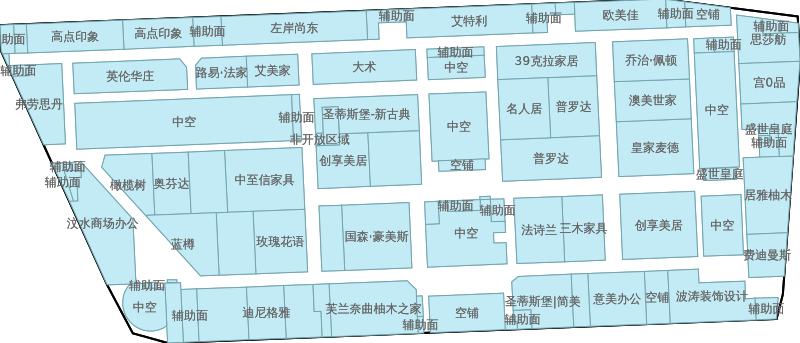 助面
高点印象
高点印象
辅助面
左岸尚东
辅助面
艾特利
辅助面
欧美佳
辅助面
空铺
辅助面
思莎舫
辅助面
弗劳思丹
英伦华庄
路易·法家
艾美家
大术
辅助面
中空
39克拉家居
乔治·佩顿
辅助面
宫0品
中空
辅助面
圣蒂斯堡-新古典
非开放区域
创享美居
中空
空铺
名人居
普罗达
普罗达
澳美世家
皇家麦德
中空
盛世皇庭
辅助面
盛世皇庭
辅助面
辅助面
橄榄树
奥芬达
中至信家具
居雅柚木
汶水商场办公
蓝樽
玫瑰花语
国森·豪美斯
辅助面
中空
辅助面
法诗兰
三木家具
创享美居
中空
费迪曼斯
辅助面
中空
辅助面
迪尼格雅
芙兰奈曲柚木之家
辅助面
空铺
圣蒂斯堡|简美
辅助面
意美办公
空铺
波涛装饰设计
辅助面